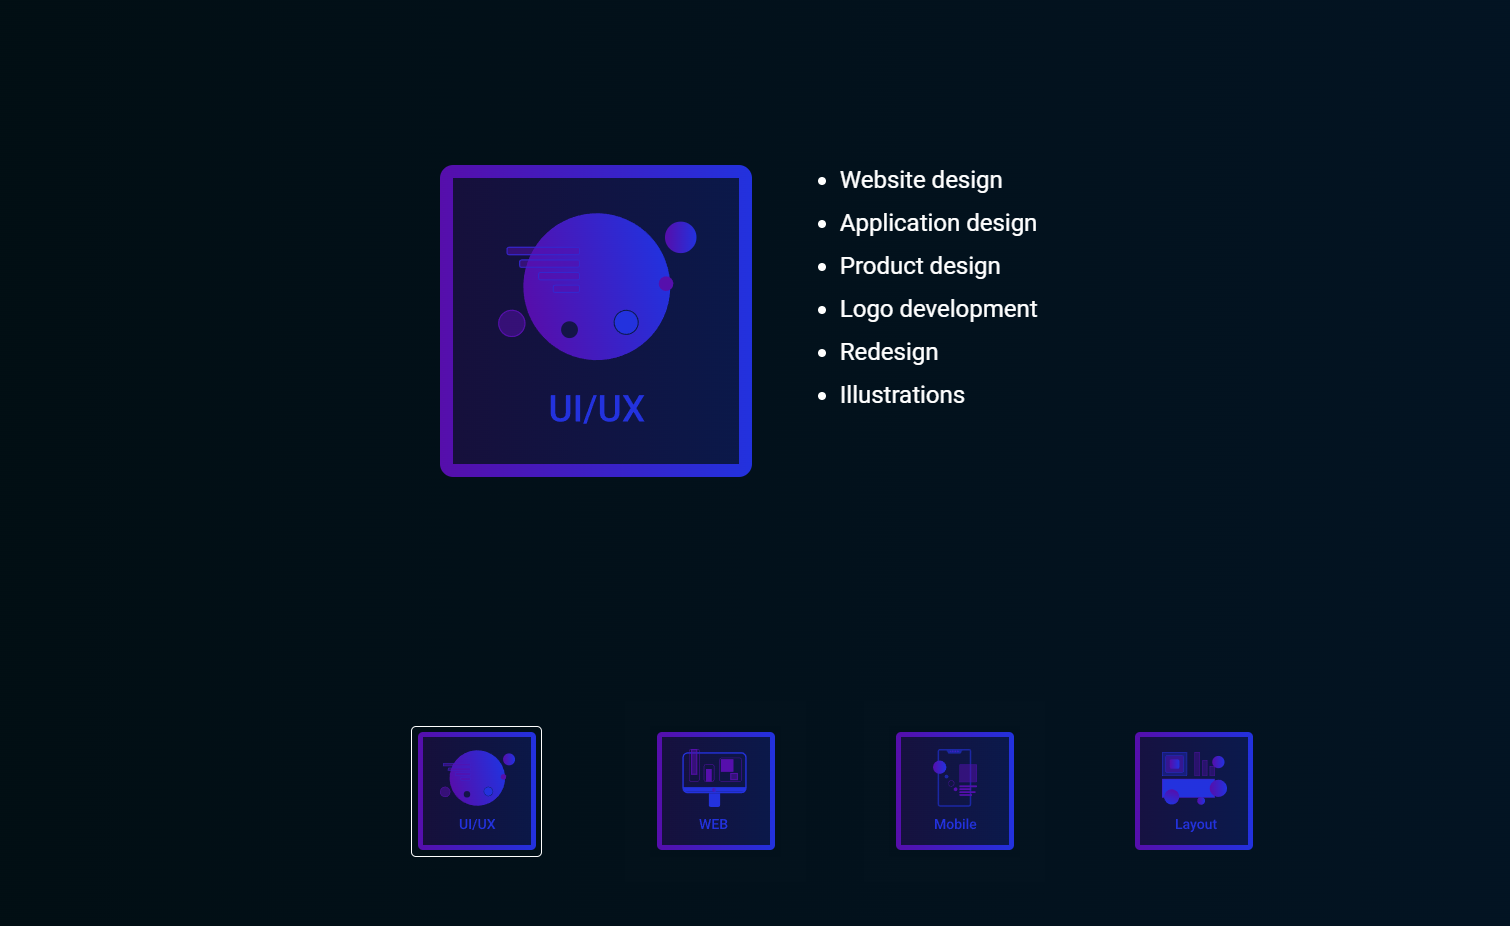 Website design
Application design
Product design
Logo development
Redesign
Illustrations
UI/UX
UI/UX
WEB
Mobile
Layout